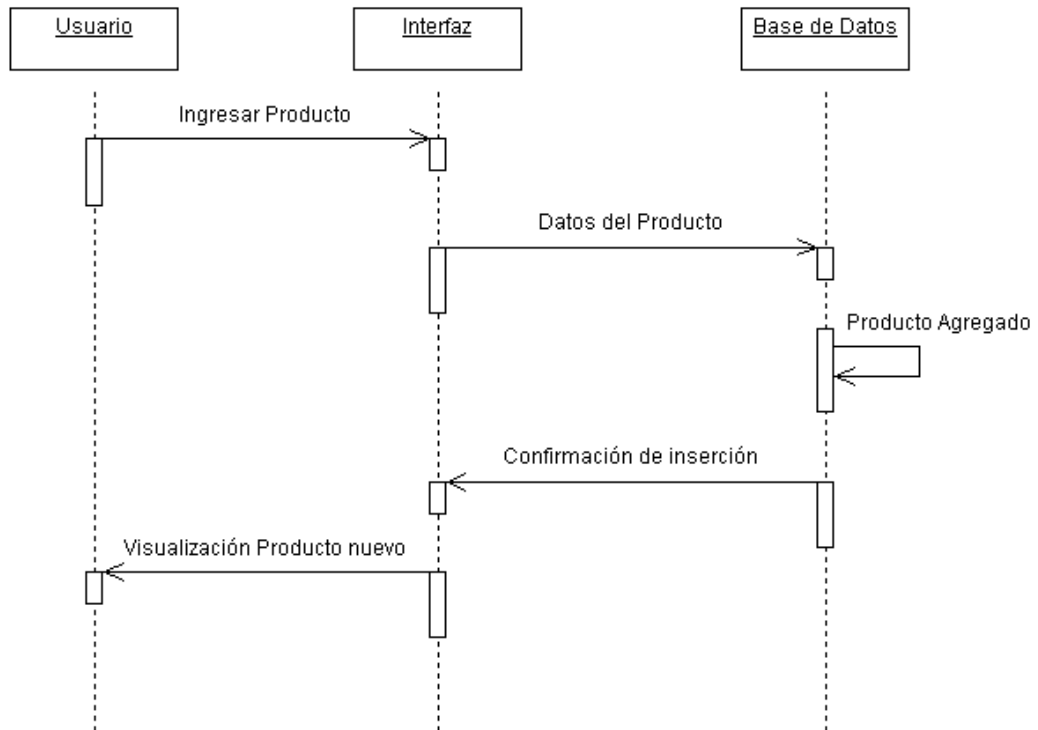 Usuario
Interfaz
Base de Datos
Ingresar Producto
Datos del Producto
Producto Agregado
Confirmación de inserción
Visualización Producto nuevo